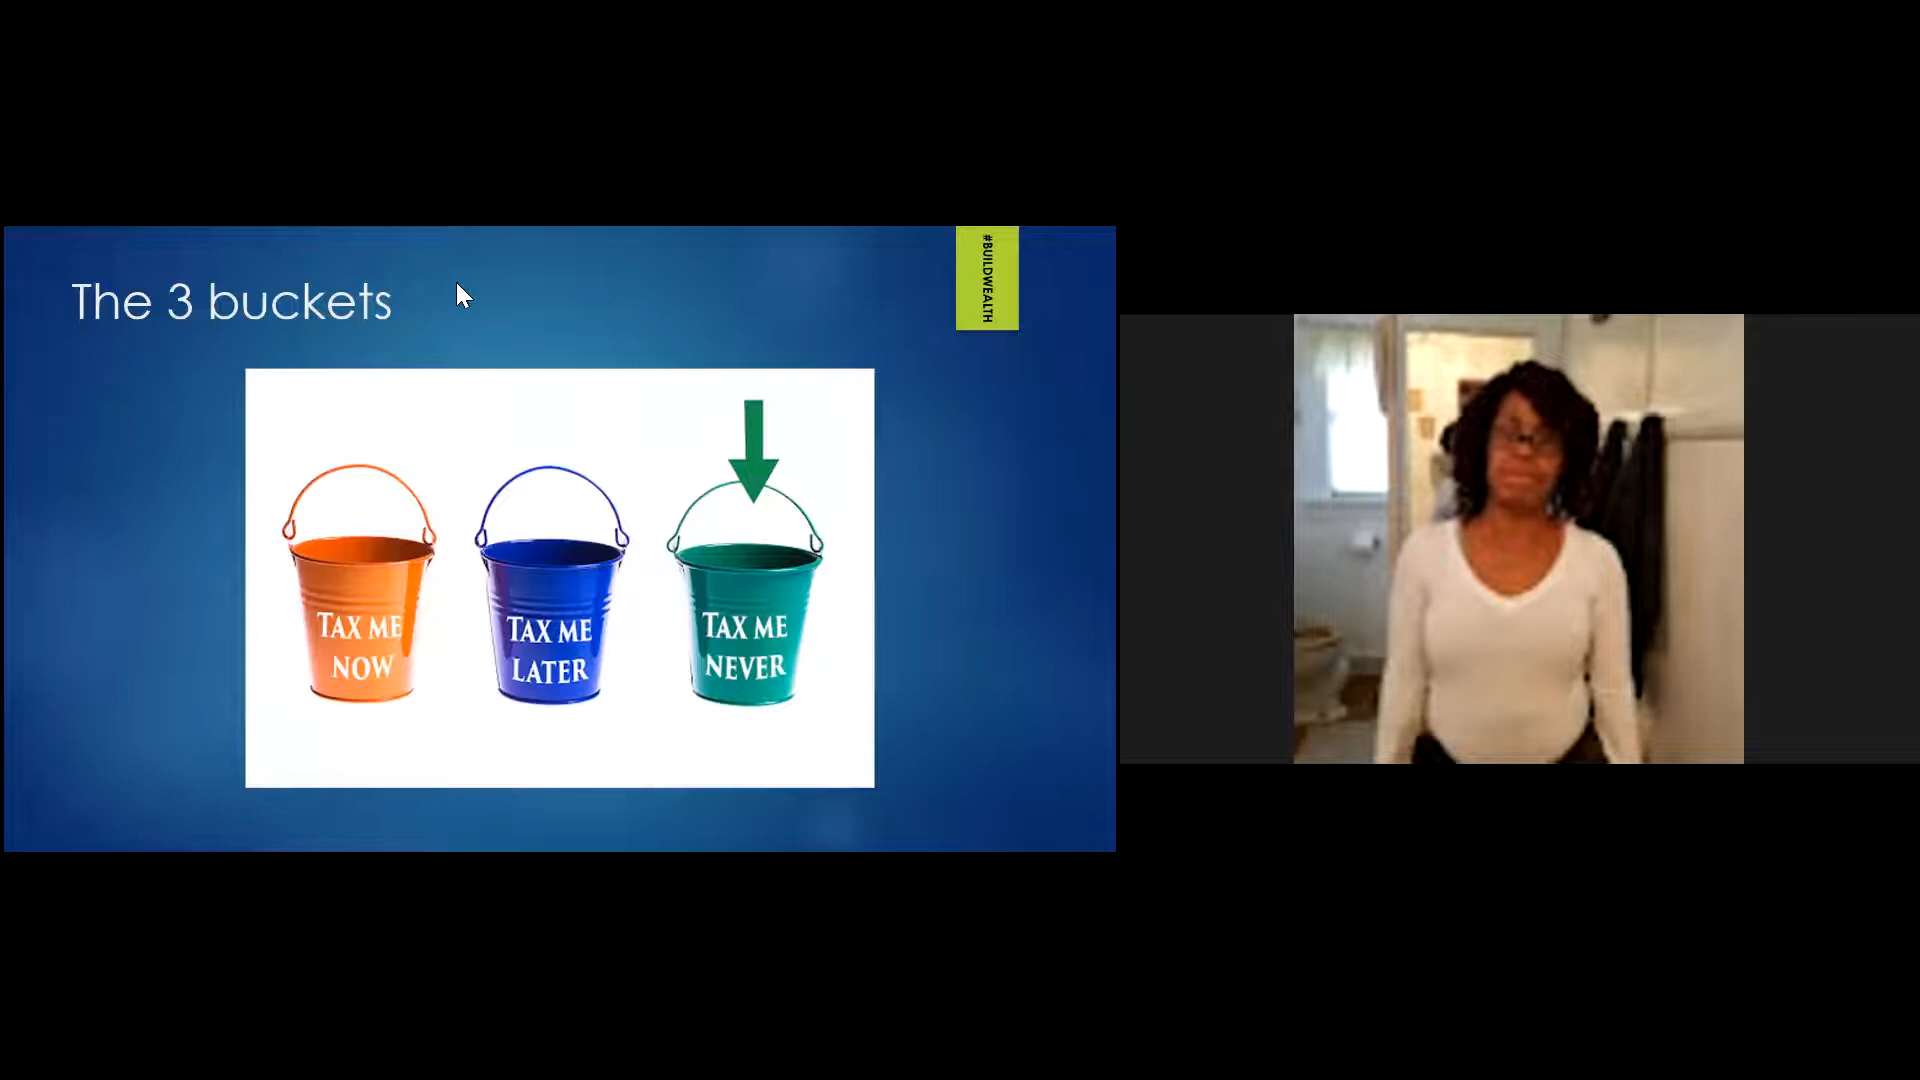 The 3 buckets
#BUILDWEALTH
TAX ME
NOW
TAX ME
LATER
TAX ME
NEVER